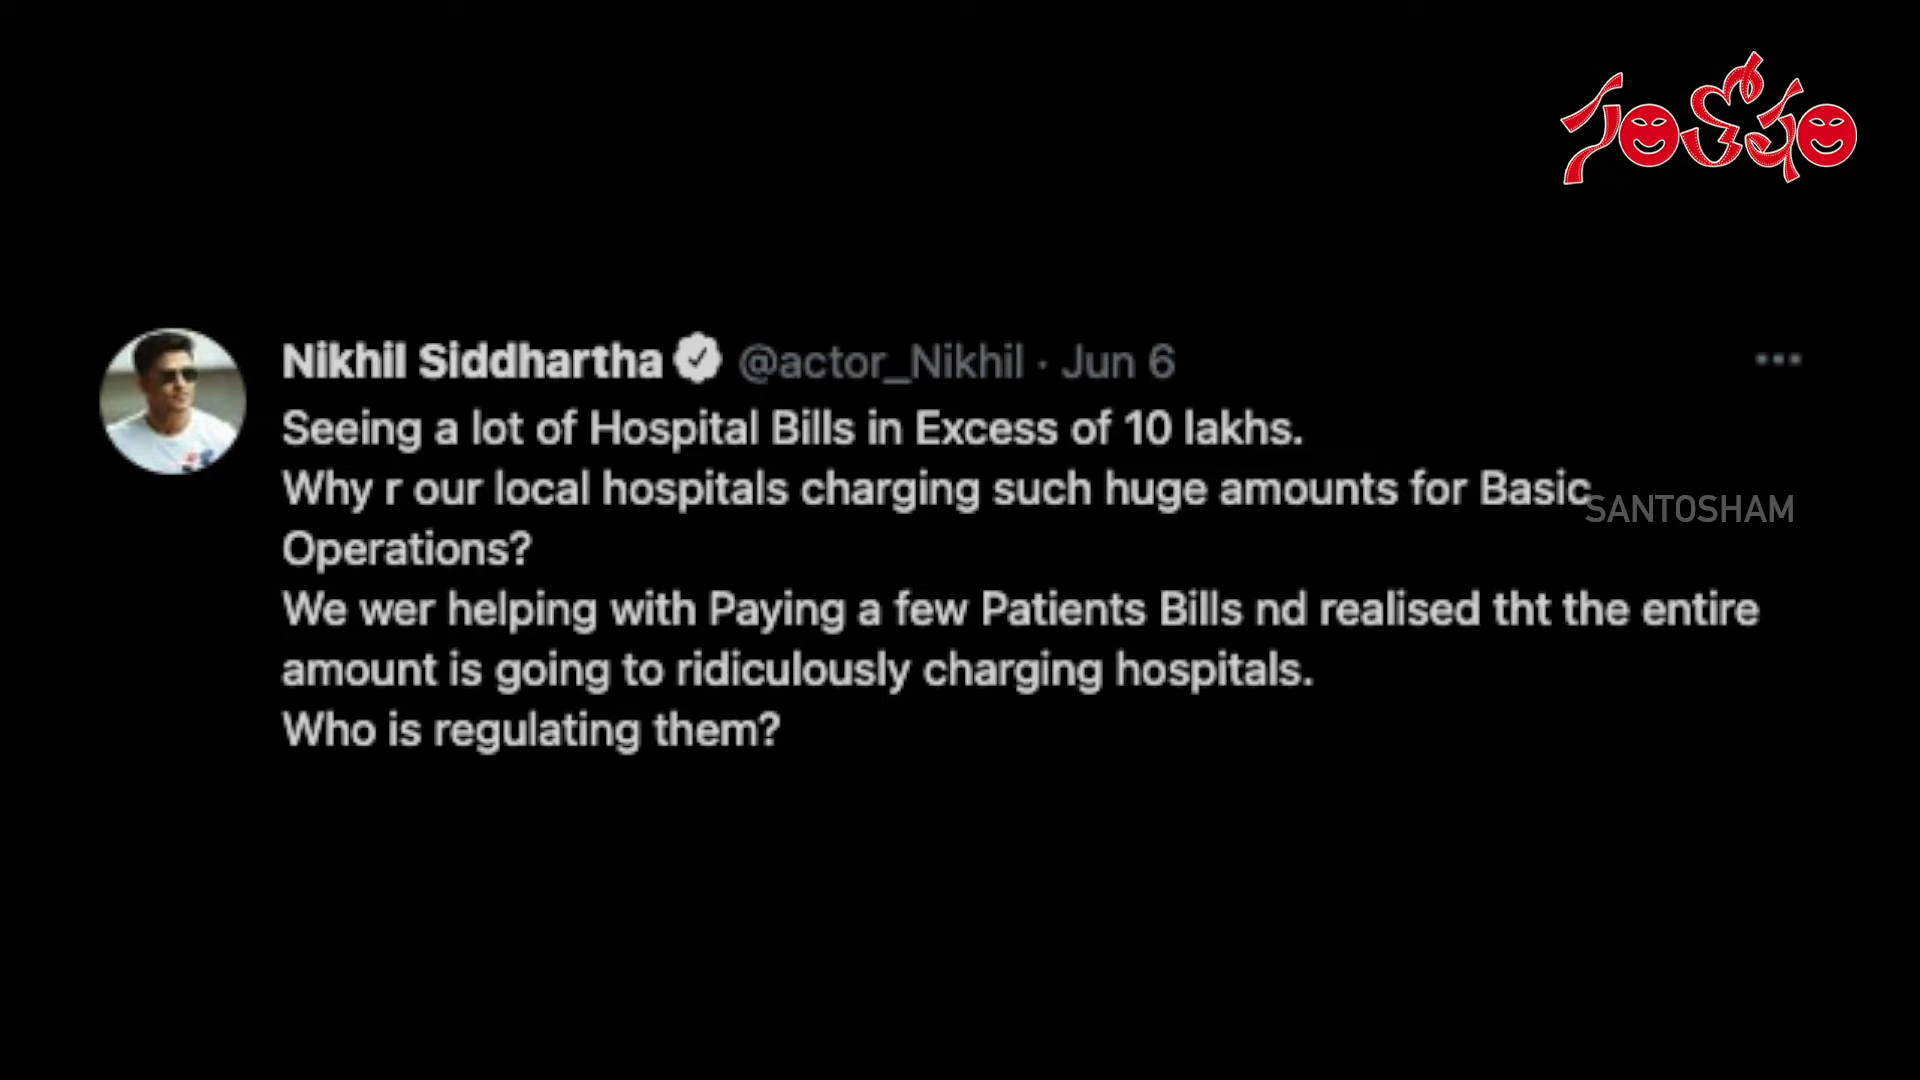 సంతోషం
Nikhil Siddhartha @actor_Nikhil · Jun 6
Seeing a lot of Hospital Bills in Excess of 10 lakhs.
Why r our local hospitals charging such huge amounts for Basic
SANTOSHAM
Operations?
We wer helping with Paying a few Patients Bills nd realised tht the entire
amount is going to ridiculously charging hospitals.
Who is regulating them?